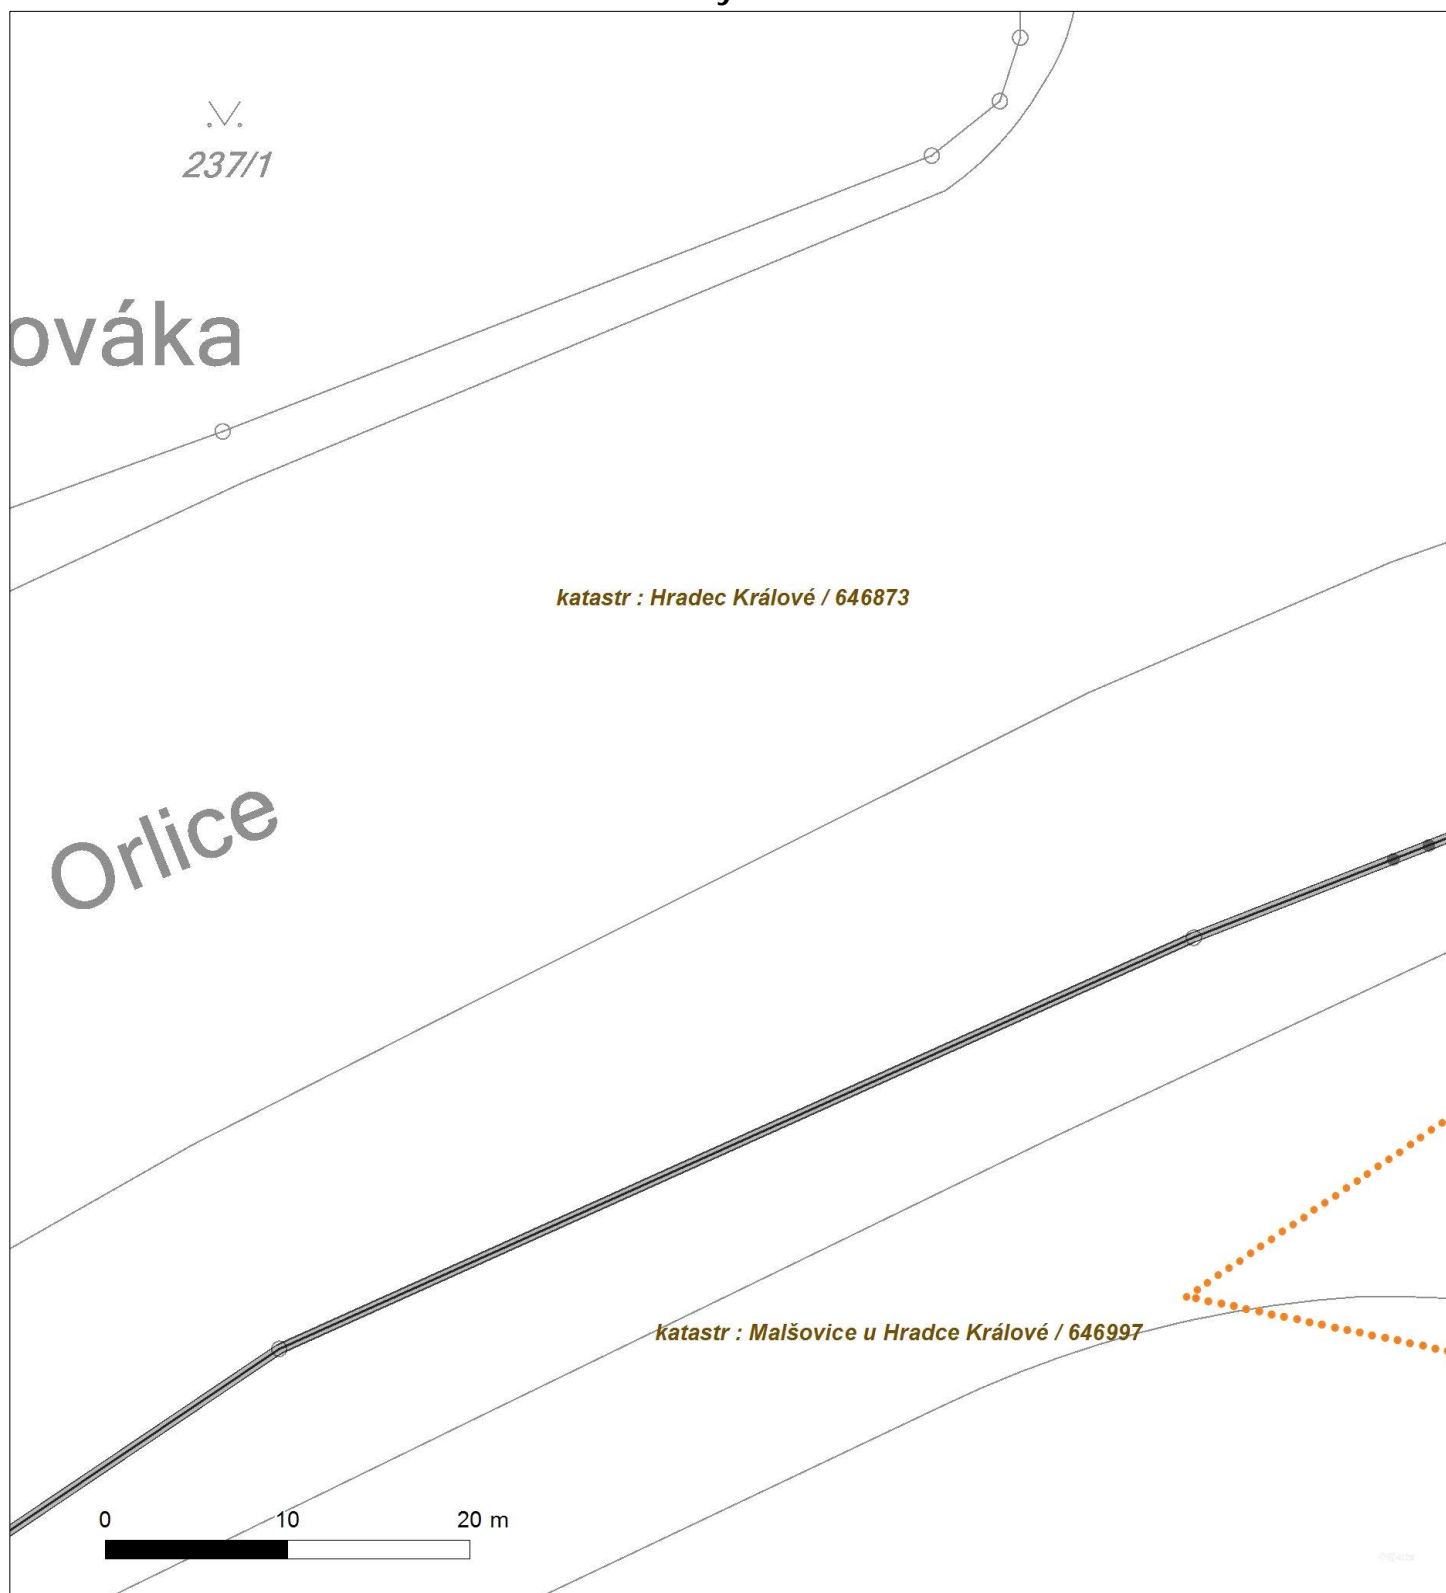 237/1
ováka
katastr : Hradec Králové / 646873
Orlice
katastr : Malšovice u Hradce Králové / 646997
0 10 20 m